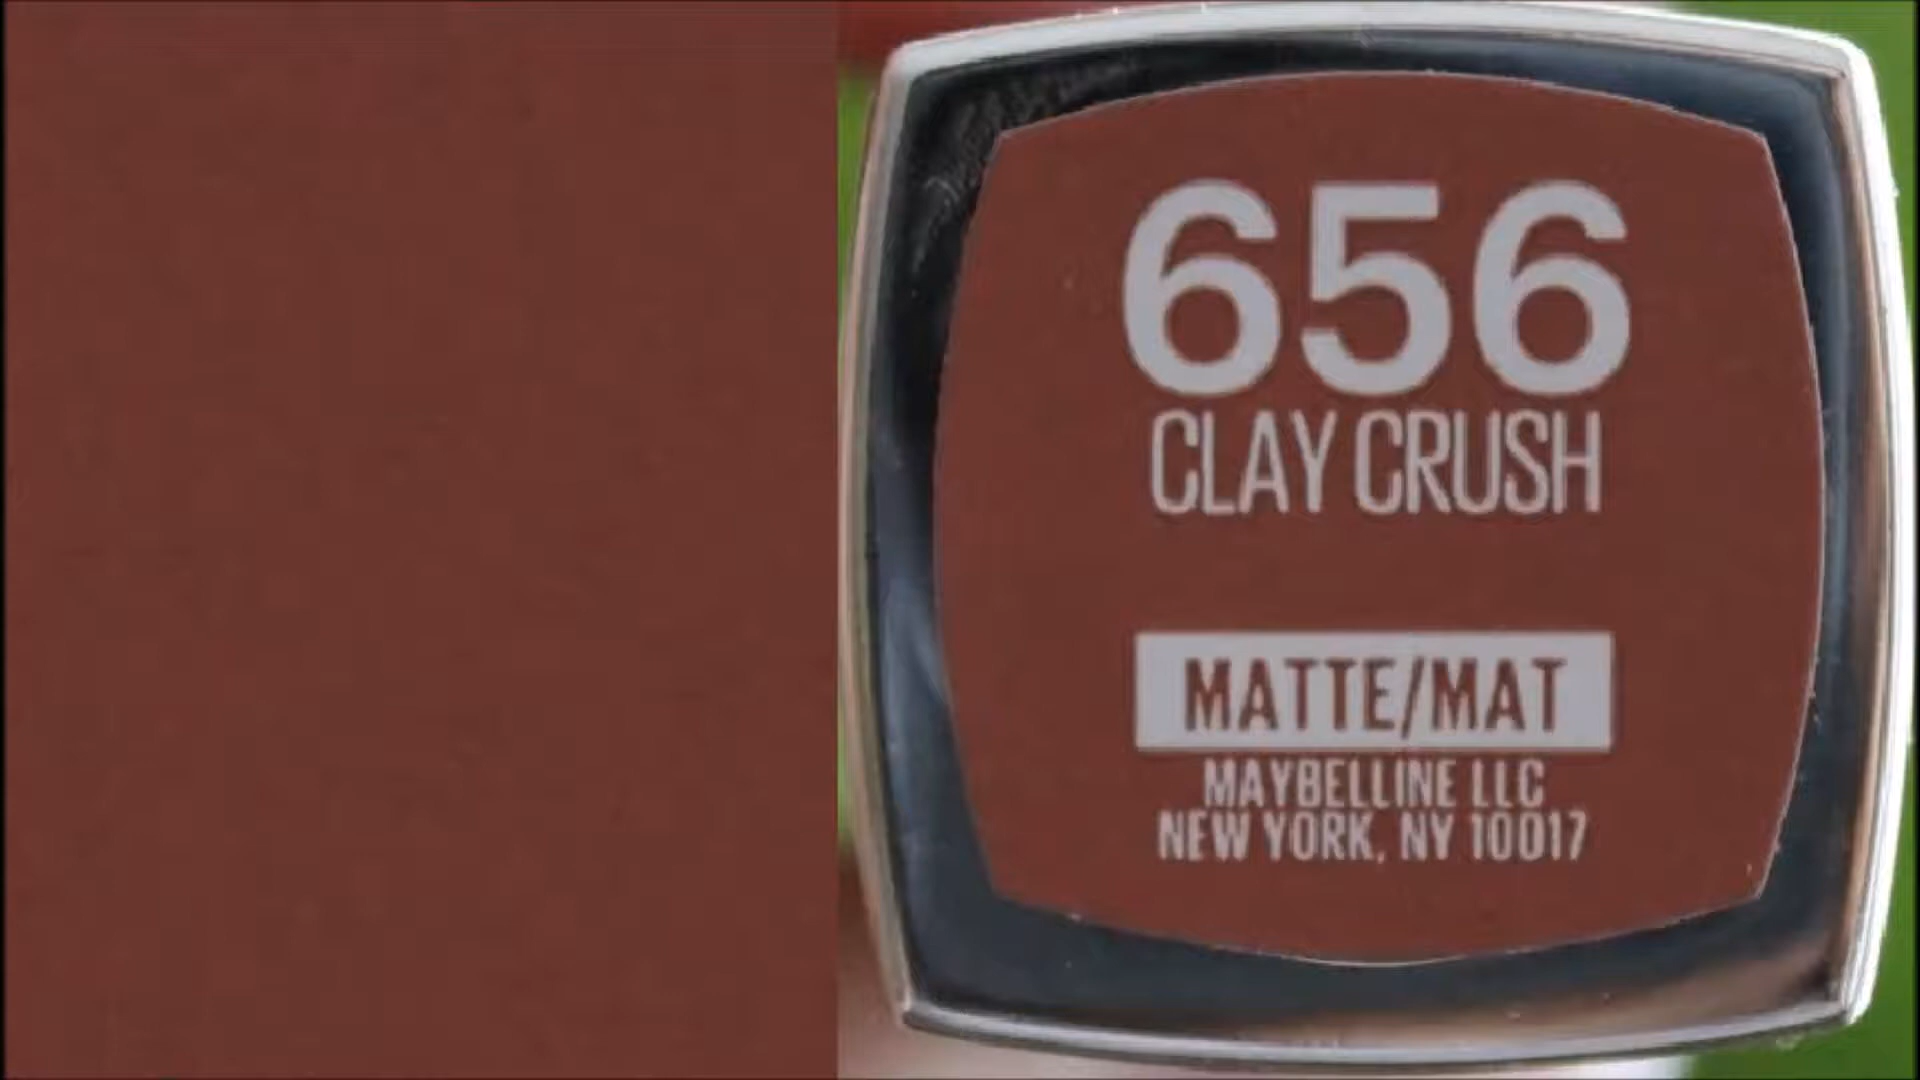 656
CLAY CRUSH
MATTE/MAT
MAYBELLINE LLC
NEW YORK, NY 10017